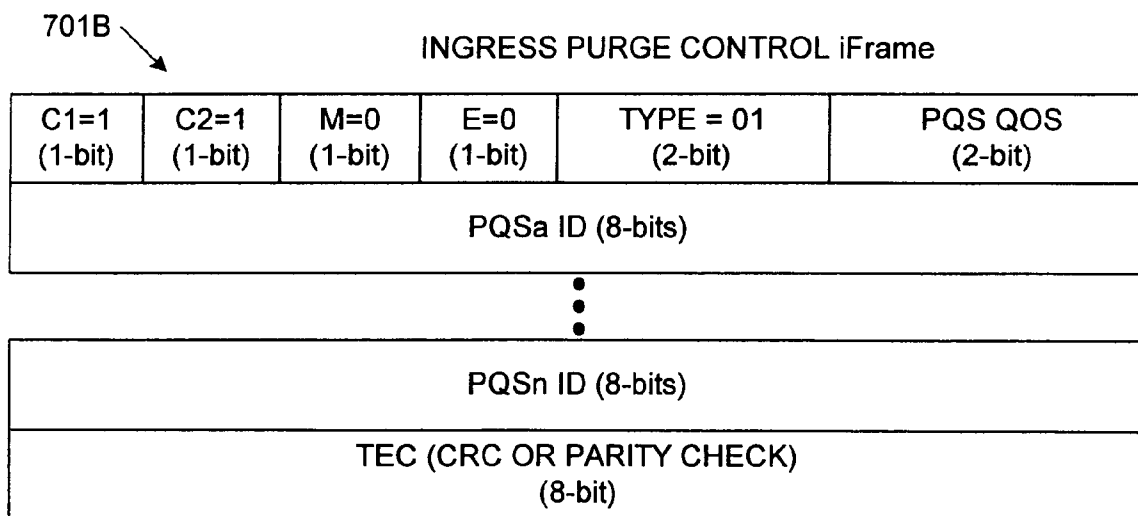 701B
INGRESS PURGE CONTROL iFrame
C1=1 C2=1 M=0 E=0 TYPE = 01 PQS QOS
(1-bit) (1-bit) (1-bit) (1-bit) (2-bit) (2-bit)
PQSa ID (8-bits)
PQSn ID (8-bits)
TEC (CRC OR PARITY CHECK)
(8-bit)